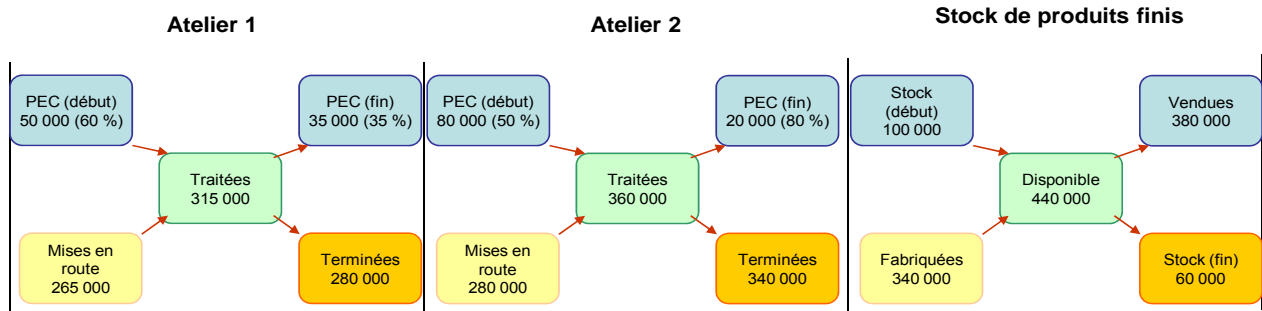 Atelier 1
Atelier 2
Stock de produits finis
PEC (début)
50 000 (60 %)
PEC (fin)
35 000 (35 %)
Traitées
315 000
Mises en
route
265 000
Terminées
280 000
PEC (début)
80 000 (50 %)
PEC (fin)
20 000 (80 %)
Traitées
360 000
Mises en
route
280 000
Terminées
340 000
Stock
(début)
100 000
Vendues
380 000
Disponible
440 000
Fabriquées
340 000
Stock (fin)
60 000